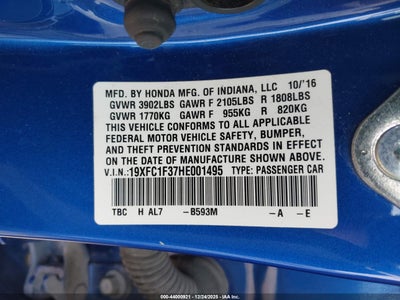 MFD. BY HONDA MFG. OF INDIANA, LLC 10/'16
GVWR 3902LBS GAWR F 2105LBS R 1808LBS
GVWR 1770KG GAWR F 955KG R 820KG
THIS VEHICLE CONFORMS TO ALL APPLICABLE
FEDERAL MOTOR VEHICLE SAFETY, BUMPER,
AND THEFT PREVENTION STANDARDS IN EFFECT
ON THE DATE OF MANUFACTURE SHOWN ABOVE.
V.I.N.:19XFC1F37HE001495 TYPE: PASSENGER CAR
TBC H AL7 -B593M -A -E
© 44000921 - 12/24/2025 - IAA, Inc.